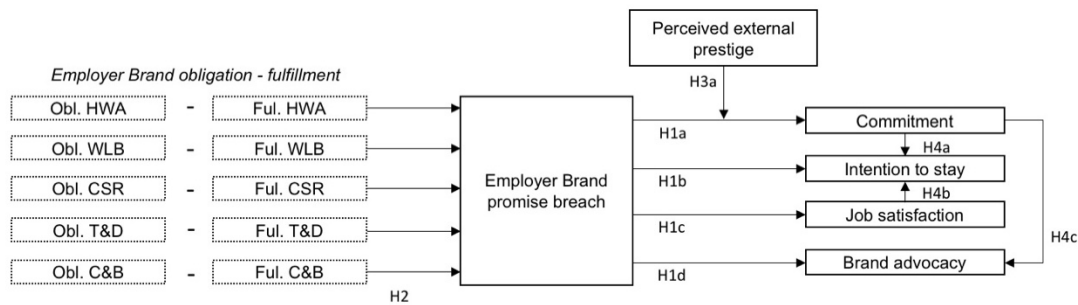 Perceived external
prestige
Employer Brand obligation - fulfillment
H3a
Obl. HWA - Ful. HWA
H1a
Commitment
H4a
Obl. WLB - Ful. WLB
H1b
Intention to stay
Obl. CSR - Ful. CSR
Employer Brand
promise breach
H4b
H1c
Job satisfaction
Obl. T&D - Ful. T&D
H4c
Obl. C&B - Ful. C&B
H1d
Brand advocacy
H2